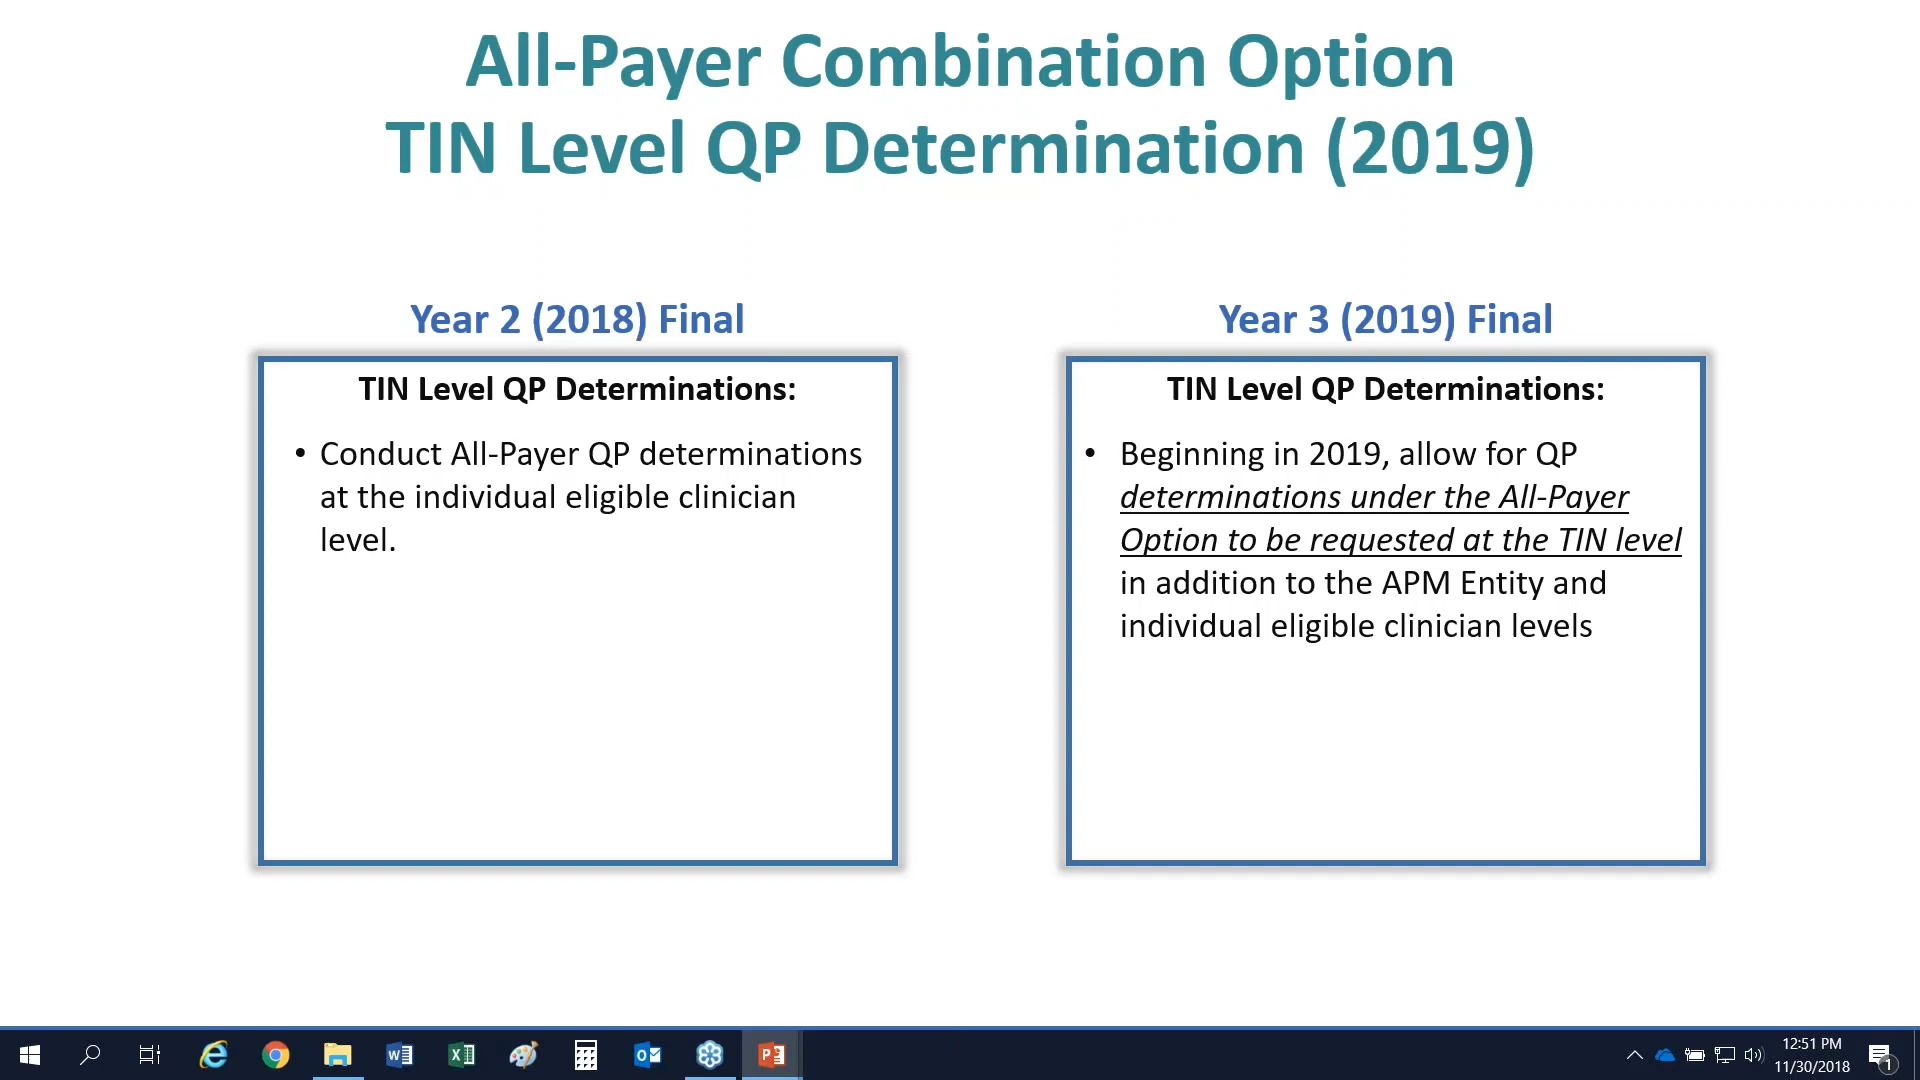 All-Payer Combination Option
TIN Level QP Determination (2019)
Year 2 (2018) Final
TIN Level QP Determinations:
• Conduct All-Payer QP determinations
at the individual eligible clinician
level.
Year 3 (2019) Final
TIN Level QP Determinations:
• Beginning in 2019, allow for QP
determinations under the All-Payer
Option to be requested at the TIN level
in addition to the APM Entity and
individual eligible clinician levels
12:51 PM
11/30/2018
1